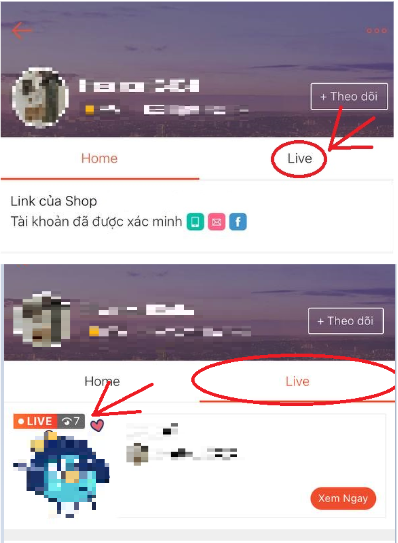 + Theo dõi
Home
Live
Link của Shop
Tài khoản đã được xác minh
+ Theo dõi
Home
Live
LIVE 7
Xem Ngay